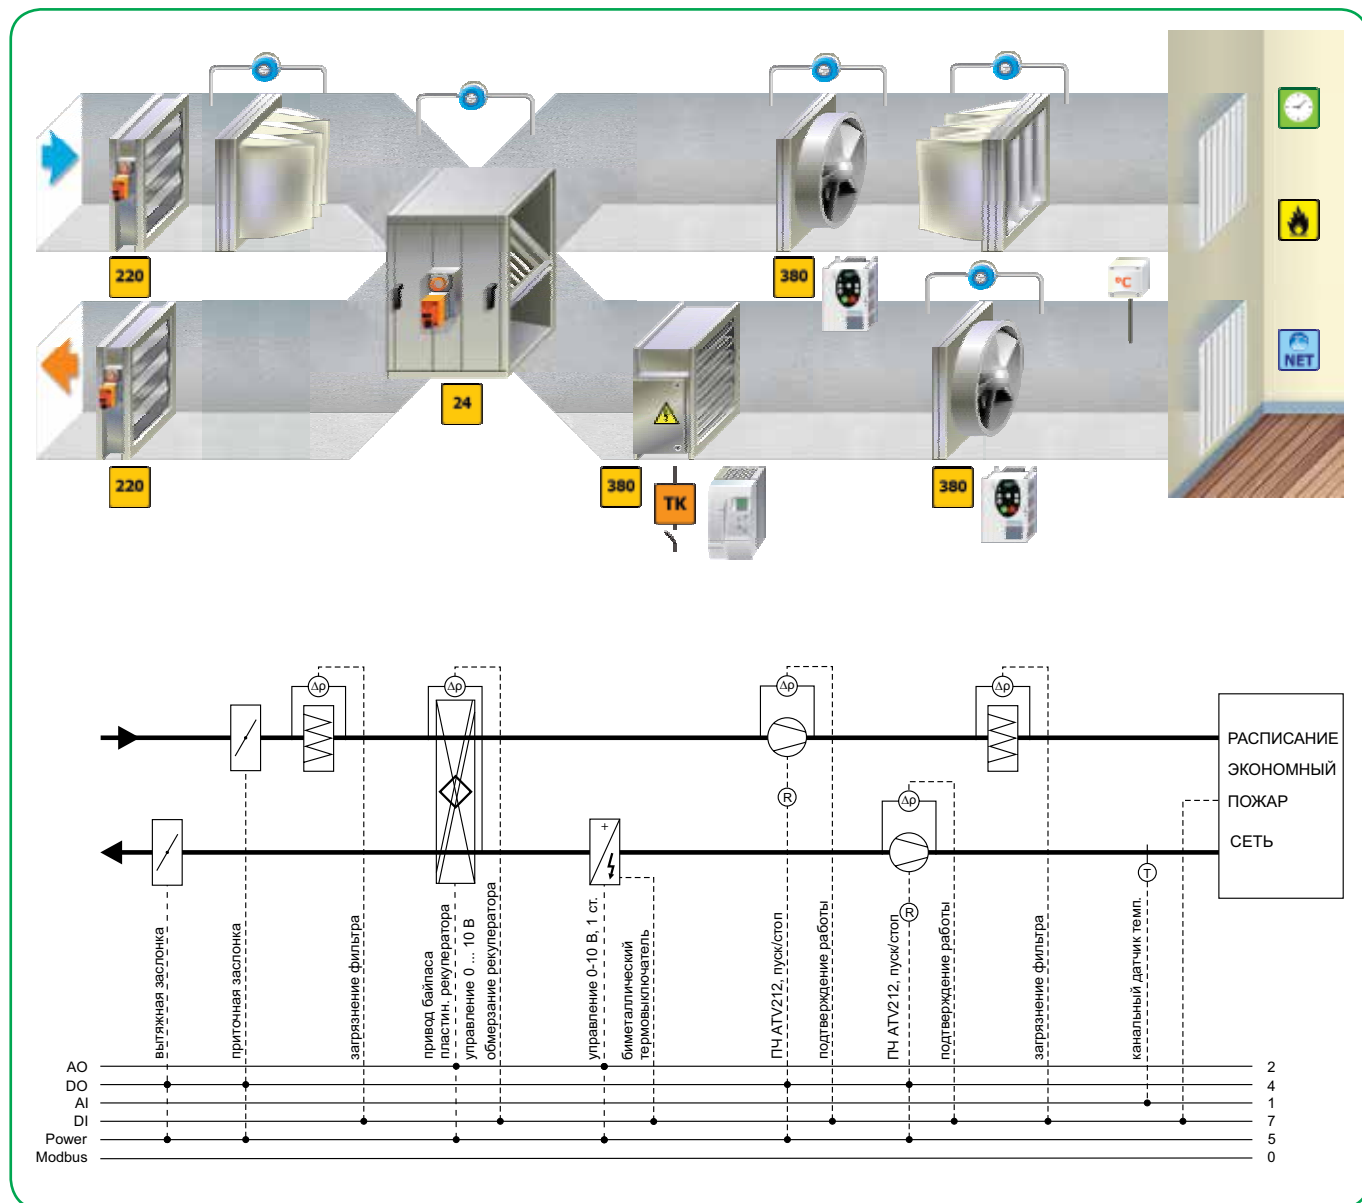 220
380
°C
24
NET
220
380
TK
380
Δp
Δp
Δp
Δp
РАСПИСАНИЕ
ЭКОНОМНЫЙ
ПОЖАР
СЕТЬ
R
Δp
+
T
R
вытяжная заслонка
приточная заслонка
загрязнение фильтра
привод байпаса
пластин. рекуператора
управление 0 ... 10 В
обмерзание рекуператора
управление 0-10 В, 1 ст.
биметаллический
термовыключатель
ПЧ ATV212, пуск/стоп
подтверждение работы
ПЧ ATV212, пуск/стоп
подтверждение работы
загрязнение фильтра
канальный датчик темп.
AO 2
DO 4
AI 1
DI 7
Power 5
Modbus 0